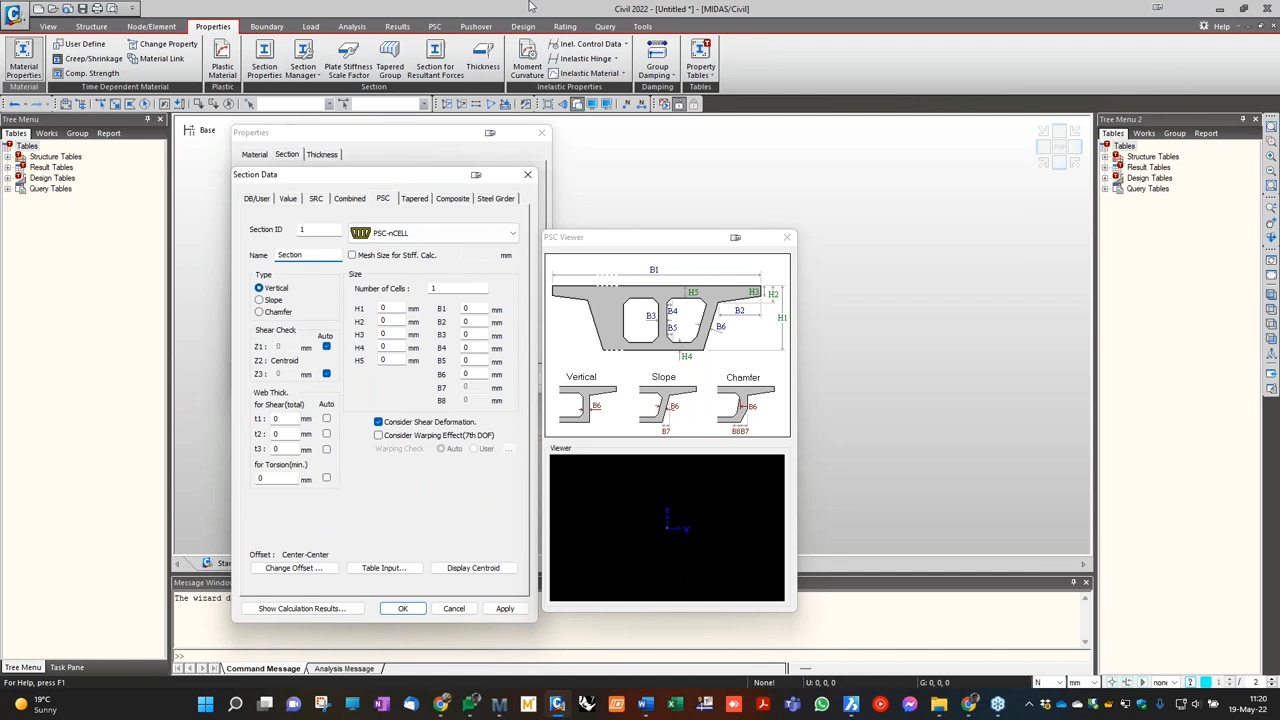 Civil 2022 - [Untitled *] - [MIDAS/Civil]
View Structure Node/Element Properties Boundary Load Analysis Results PSC Pushover Design Rating Query Tools Help
Material Properties
User Define
Creep/Shrinkage
Comp. Strength
Change Property
Material Link
Plastic Material
Section Properties
Section Manager
Plate Stiffness Scale Factor
Tapered Group
Section for Resultant Forces
Thickness
Moment Curvature
Inel. Control Data
Inelastic Hinge
Inelastic Material
Group Damping
Property Tables
Material Time Dependent Material Plastic Section Inelastic Properties Damping Tables
Tree Menu
Tables Works Group Report
Tables
Structure Tables
Result Tables
Design Tables
Query Tables
Base
Properties
Material Section Thickness
Section Data
DB/User Value SRC Combined PSC Tapered Composite Steel Girder
Section ID 1 PSC-nCELL
Name Section Mesh Size for Stiff. Calc. mm
Type
Vertical
Slope
Chamfer
Shear Check Auto
Z1: 0 mm
Z2: Centroid
Z3: 0 mm
Web Thick.
for Shear(total) Auto
t1: 0 mm
t2: 0 mm
t3: 0 mm
for Torsion(min.)
0 mm
Size
Number of Cells: 1
H1 0 mm B1 0 mm
H2 0 mm B2 0 mm
H3 0 mm B3 0 mm
H4 0 mm B4 0 mm
H5 0 mm B5 0 mm
B6 0 mm
B7 0 mm
B8 0 mm
Consider Shear Deformation.
Consider Warping Effect(7th DOF)
Warping Check Auto User ...
Offset : Center-Center
Change Offset ... Table Input... Display Centroid
Show Calculation Results... OK Cancel Apply
PSC Viewer
B1
H5 H3 H2
B3 B4 B2 H1
B5 B6
H4
Vertical Slope Chamfer
B6 B6 B6
B7 B8B7
Viewer
z
y
TOP
Tree Menu 2
Tables Works Group Report
Tables
Structure Tables
Result Tables
Design Tables
Query Tables
Message Window
The wizard d
>>
Command Message Analysis Message
Tree Menu Task Pane
For Help, press F1 None! U: 0, 0, 0 G: 0, 0, 0 N mm none 1 / 2
19°C
Sunny
11:20
19-May-22